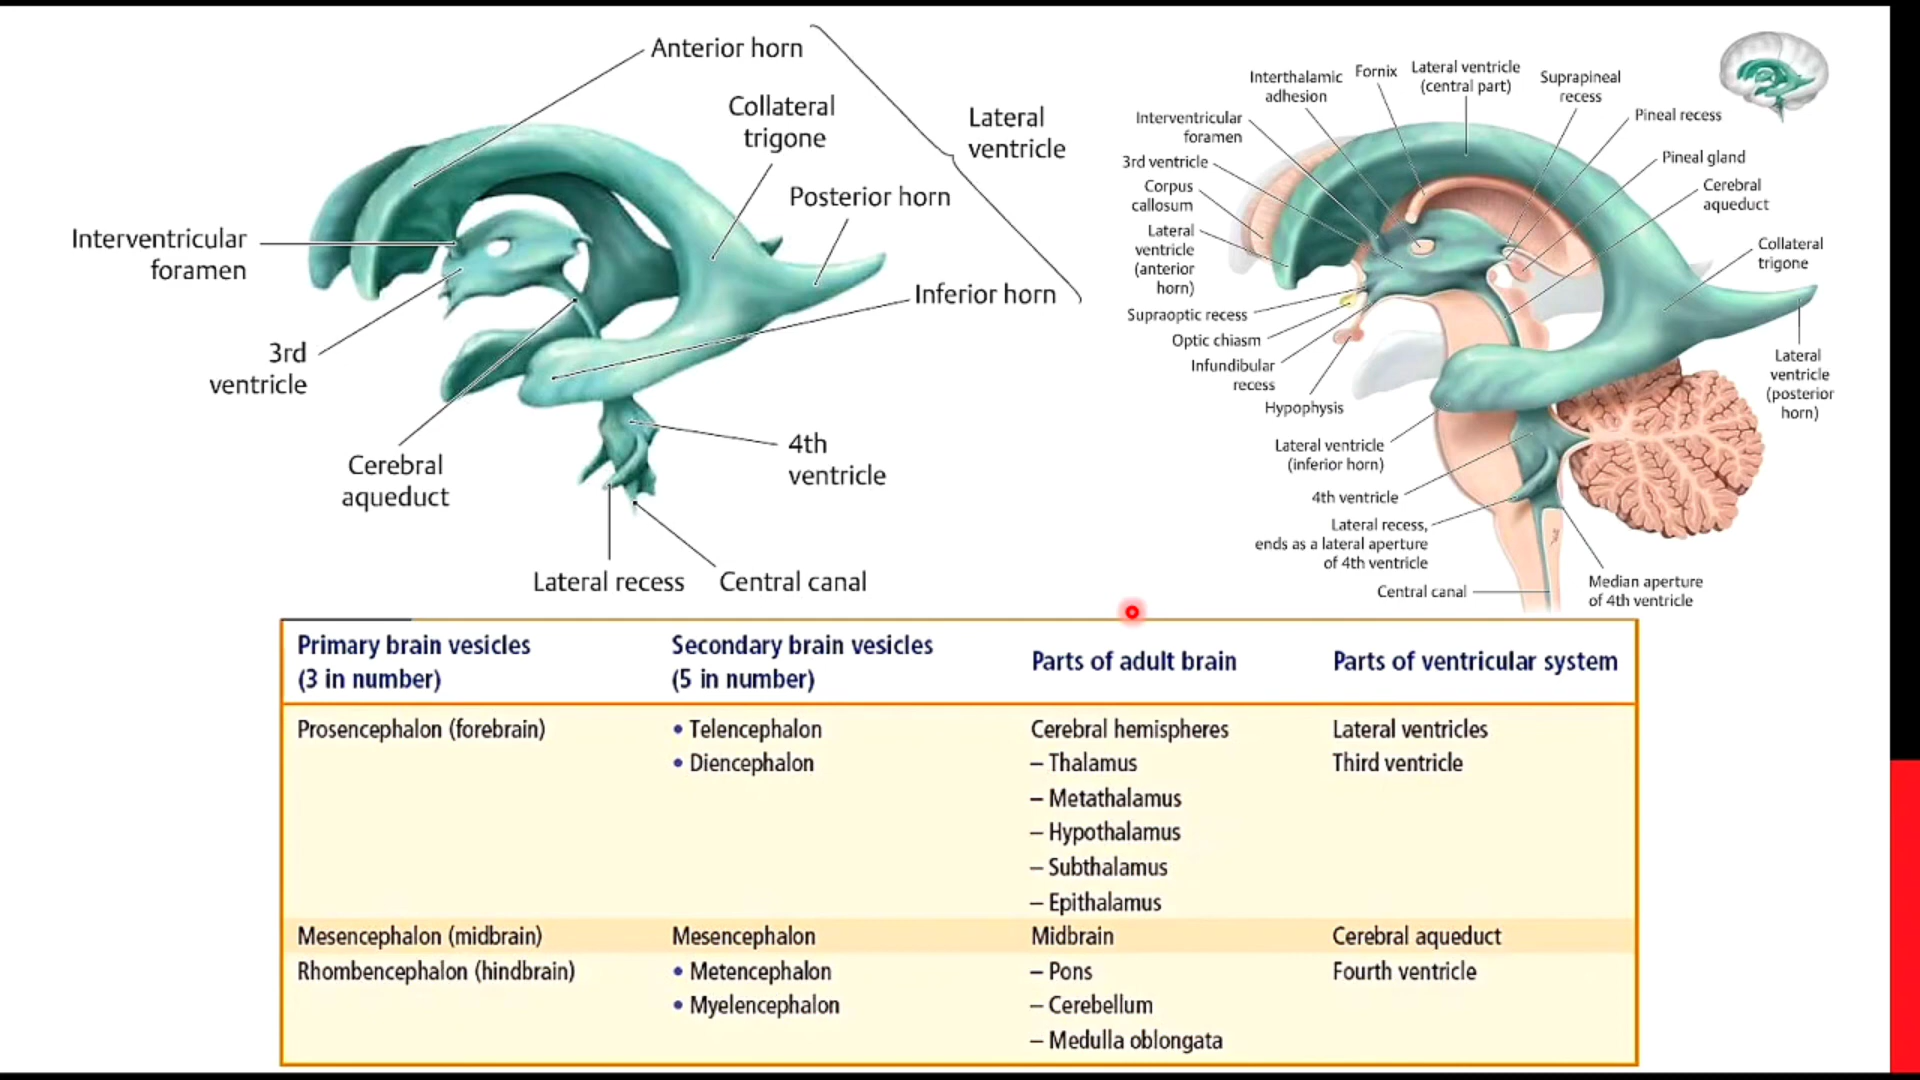 Anterior horn
Collateral
trigone
Lateral
ventricle
Posterior horn
Interventricular
foramen
Inferior horn
3rd
ventricle
4th
ventricle
Cerebral
aqueduct
Lateral recess
Central canal
Interthalamic
adhesion
Fornix
Lateral ventricle
(central part)
Suprapineal
recess
Interventricular
foramen
Pineal recess
3rd ventricle
Pineal gland
Corpus
callosum
Cerebral
aqueduct
Lateral
ventricle
(anterior
horn)
Collateral
trigone
Supraoptic recess
Optic chiasm
Infundibular
recess
Hypophysis
Lateral
ventricle
(posterior
horn)
Lateral ventricle
(inferior horn)
4th ventricle
Lateral recess,
ends as a lateral aperture
of 4th ventricle
Central canal
Median aperture
of 4th ventricle
Primary brain vesicles
(3 in number)
Secondary brain vesicles
(5 in number)
Parts of adult brain
Parts of ventricular system
Prosencephalon (forebrain) • Telencephalon Cerebral hemispheres Lateral ventricles
• Diencephalon – Thalamus Third ventricle
– Metathalamus
– Hypothalamus
– Subthalamus
– Epithalamus
Mesencephalon (midbrain) Mesencephalon Midbrain Cerebral aqueduct
Rhombencephalon (hindbrain) • Metencephalon – Pons Fourth ventricle
• Myelencephalon – Cerebellum
– Medulla oblongata